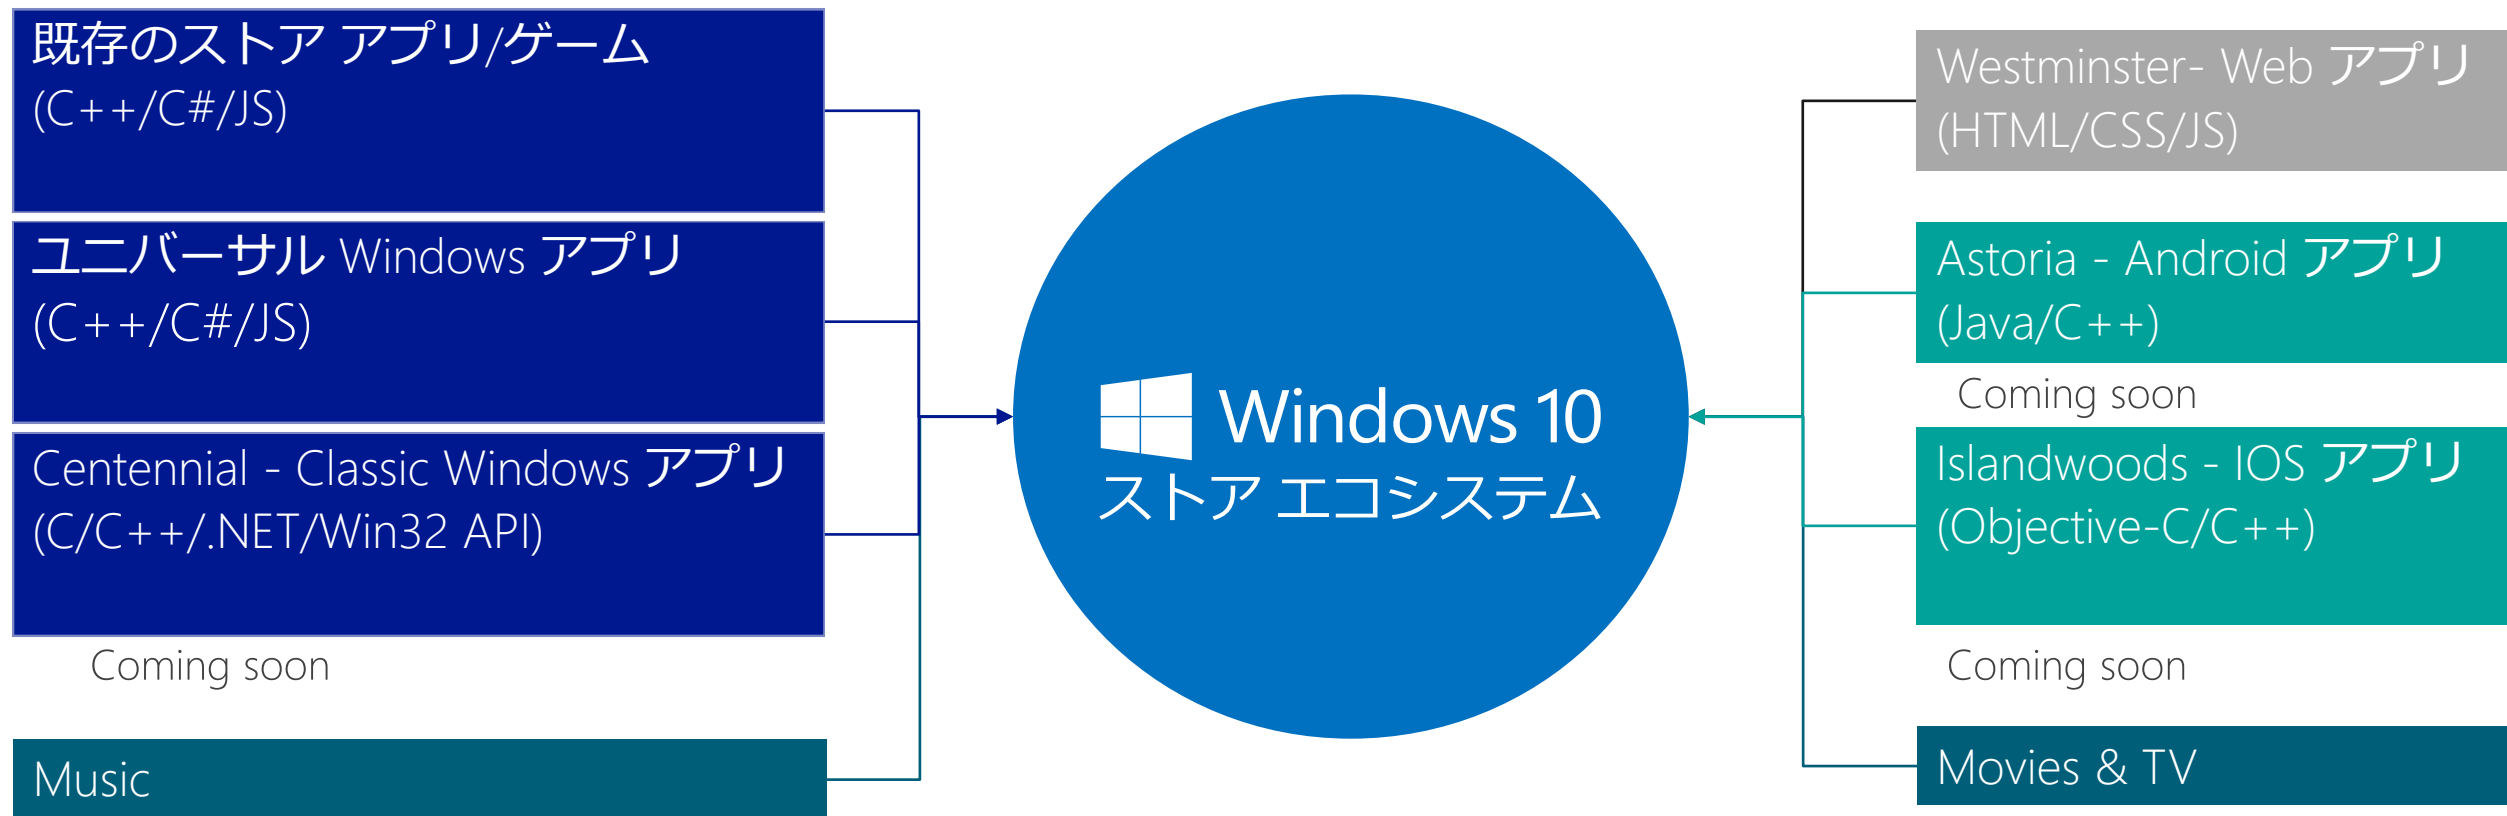 既存のストア アプリ/ゲーム
(C++/C#/JS)
ユニバーサル Windows アプリ
(C++/C#/JS)
Centennial - Classic Windows アプリ
(C/C++/.NET/Win32 API)
Coming soon
Music
Windows 10
ストア エコシステム
Westminster- Web アプリ
(HTML/CSS/JS)
Astoria - Android アプリ
(Java/C++)
Coming soon
Islandwoods - IOS アプリ
(Objective-C/C++)
Coming soon
Movies & TV